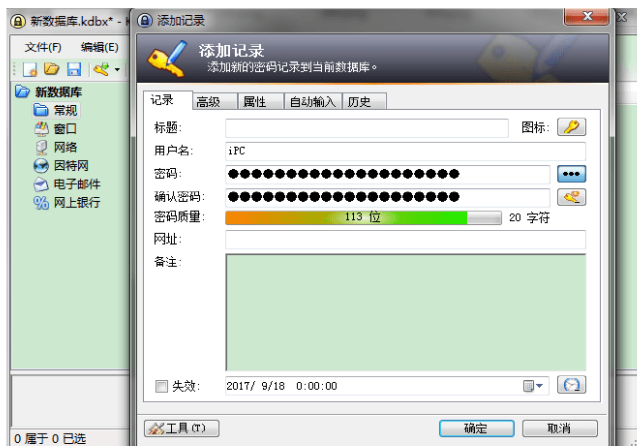 新数据库.kdbx* - K
添加记录
文件(F) 编辑(E)
添加记录
添加新的密码记录到当前数据库。
新数据库
常规
窗口
网络
因特网
电子邮件
网上银行
记录 高级 属性 自动输入 历史
标题: 图标:
用户名: iPC
密码: ●●●●●●●●●●●●●●●●●●●●
确认密码: ●●●●●●●●●●●●●●●●●●●●
密码质量: 113 位 20 字符
网址:
备注:
失效: 2017/ 9/18 0:00:00
工具(T) 确定 取消
0 属于 0 已选